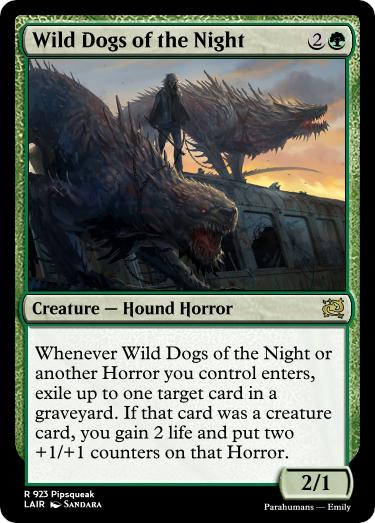 Wild Dogs of the Night 2
Creature — Hound Horror
Whenever Wild Dogs of the Night or
another Horror you control enters,
exile up to one target card in a
graveyard. If that card was a creature
card, you gain 2 life and put two
+1/+1 counters on that Horror.
2/1
R 923 Pipsqueak
LAIR Sandara
Parahumans — Emily